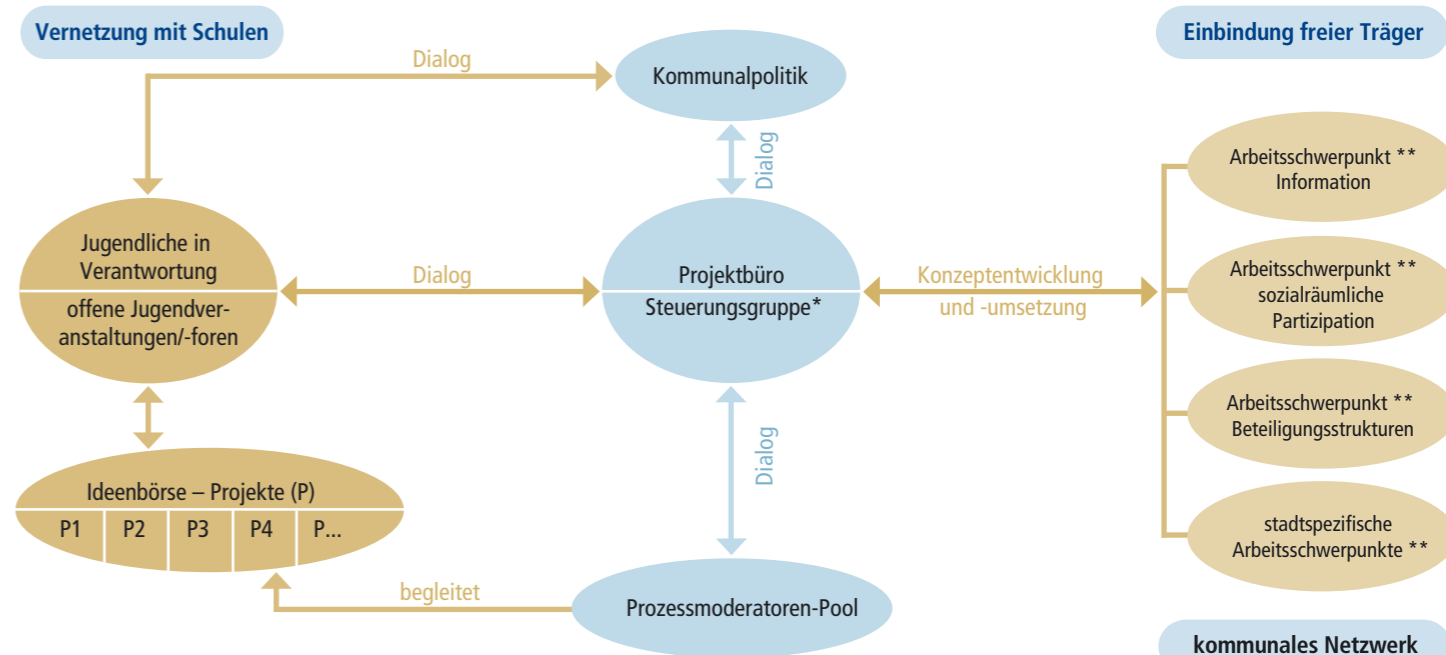 Vernetzung mit Schulen
Einbindung freier Träger
Dialog
Kommunalpolitik
Dialog
Arbeitsschwerpunkt **
Information
Jugendliche in
Verantwortung
offene Jugendver-
anstaltungen/-foren
Dialog
Projektbüro
Steuerungsgruppe*
Konzeptentwicklung
und -umsetzung
Arbeitsschwerpunkt **
sozialräumliche
Partizipation
Arbeitsschwerpunkt **
Beteiligungsstrukturen
Dialog
Ideenbörse – Projekte (P)
P1 P2 P3 P4 P...
stadtspezifische
Arbeitsschwerpunkte **
begleitet
Prozessmoderatoren-Pool
kommunales Netzwerk